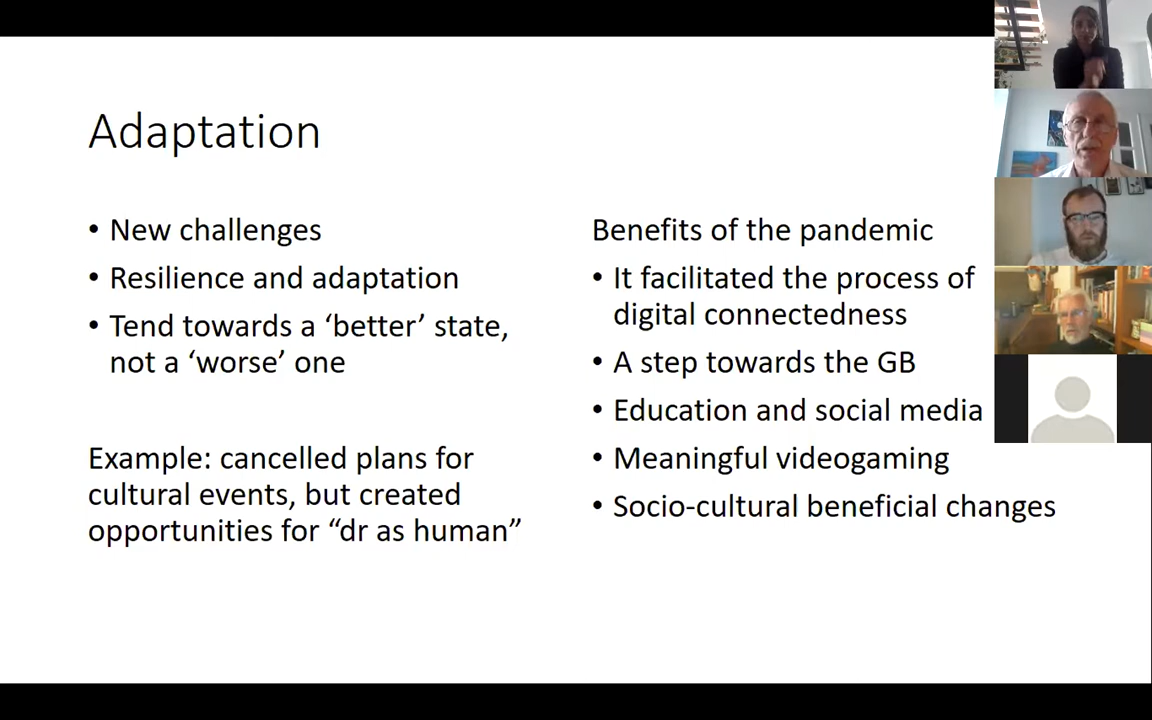 Adaptation
• New challenges
• Resilience and adaptation
• Tend towards a ‘better’ state,
not a ‘worse’ one
Example: cancelled plans for
cultural events, but created
opportunities for “dr as human”
Benefits of the pandemic
• It facilitated the process of
digital connectedness
• A step towards the GB
• Education and social media
• Meaningful videogaming
• Socio-cultural beneficial changes